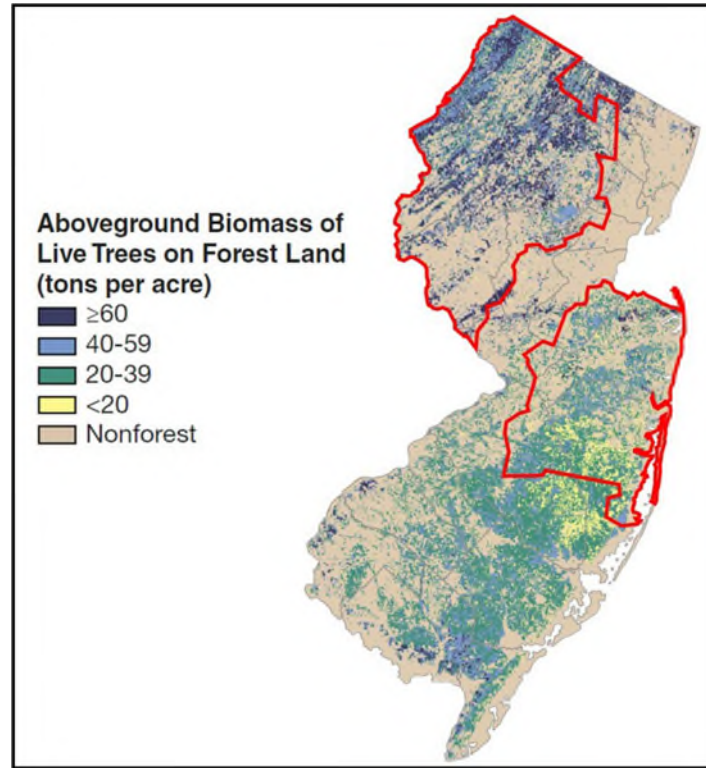 Aboveground Biomass of
Live Trees on Forest Land
(tons per acre)
≥60
40-59
20-39
<20
Nonforest